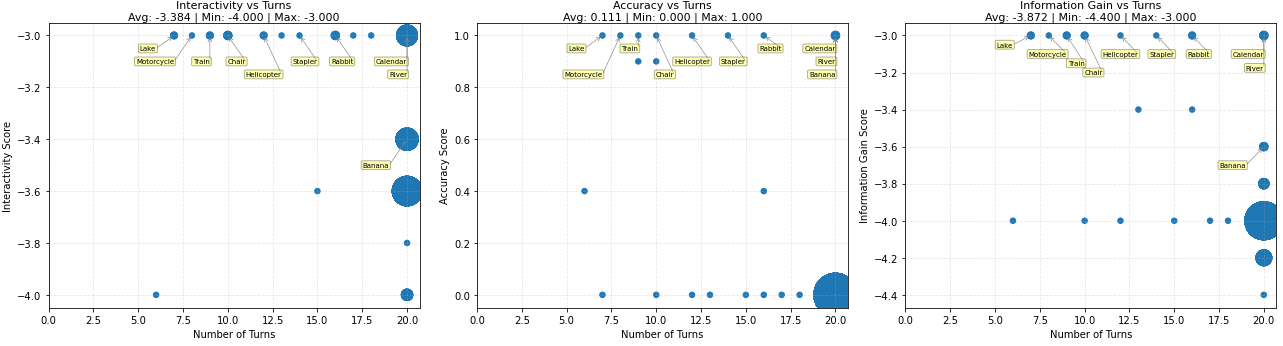 Interactivity vs Turns
Avg: -3.384 | Min: -4.000 | Max: -3.000
Interactivity Score
−3.0
−3.2
−3.4
−3.6
−3.8
−4.0
Lake
Motorcycle
Train
Chair
Helicopter
Stapler
Rabbit
Calendar
River
Banana
0.0
2.5
5.0
7.5
10.0
12.5
15.0
17.5
20.0
Number of Turns
Accuracy vs Turns
Avg: 0.111 | Min: 0.000 | Max: 1.000
Accuracy Score
1.0
0.8
0.6
0.4
0.2
0.0
Lake
Train
Rabbit
Calendar
Helicopter
Stapler
River
Motorcycle
Chair
Banana
0.0
2.5
5.0
7.5
10.0
12.5
15.0
17.5
20.0
Number of Turns
Information Gain vs Turns
Avg: -3.872 | Min: -4.400 | Max: -3.000
Information Gain Score
−3.0
−3.2
−3.4
−3.6
−3.8
−4.0
−4.2
−4.4
Lake
Motorcycle
Helicopter
Stapler
Rabbit
Calendar
Train
River
Chair
Banana
0.0
2.5
5.0
7.5
10.0
12.5
15.0
17.5
20.0
Number of Turns